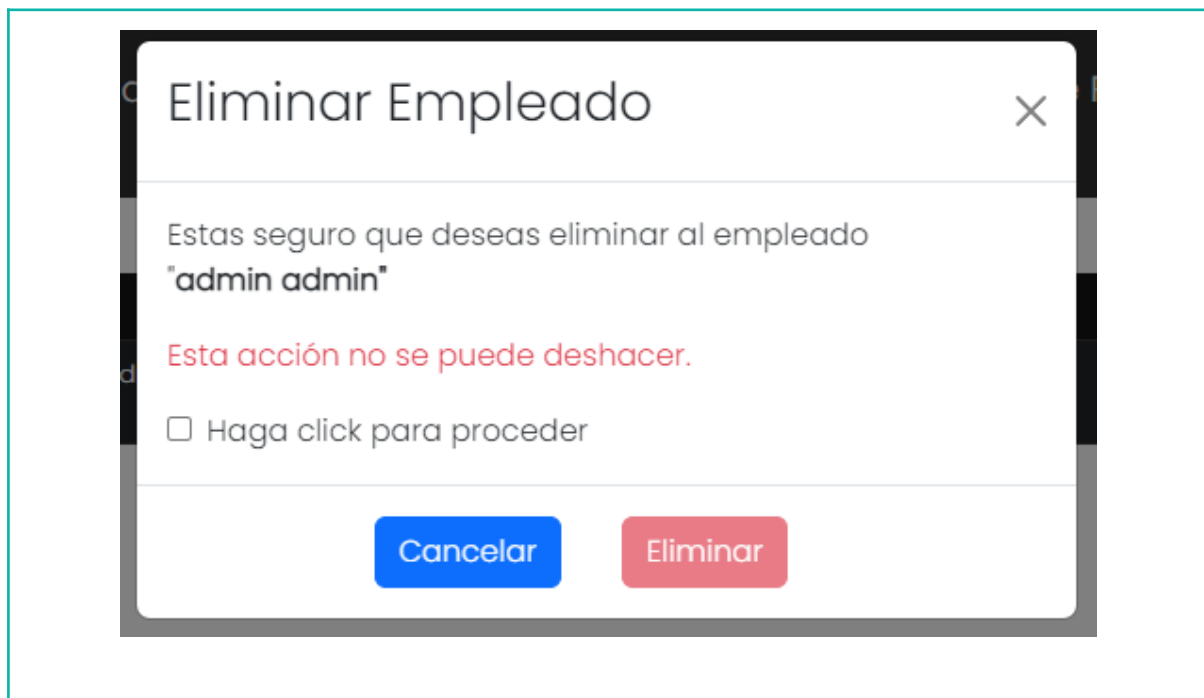 Eliminar Empleado
Estas seguro que deseas eliminar al empleado
"admin admin"
Esta acción no se puede deshacer.
Haga click para proceder
Cancelar
Eliminar